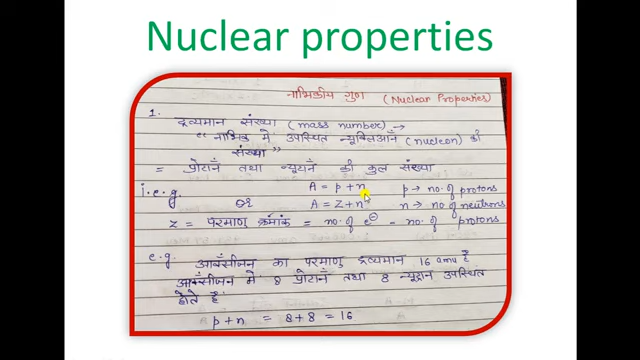 Nuclear properties
नाभिकीय गुण (Nuclear Properties)
1.
द्रव्यमान संख्या (mass number) →
" नाभिक में उपस्थित न्यूक्लिऑन (nucleon) की
संख्या "
= प्रोटॉन तथा न्यूट्रॉन की कुल संख्या
i.e.g A = p + n p → no. of protons
OR A = Z + n n → no. of neutrons
Z = परमाणु क्रमांक = no. of e⊖ = no. of protons
e.g. ऑक्सीजन का परमाणु द्रव्यमान 16 amu है
ऑक्सीजन में 8 प्रोटॉन तथा 8 न्यूट्रान उपस्थित
होते हैं
p + n = 8 + 8 = 16